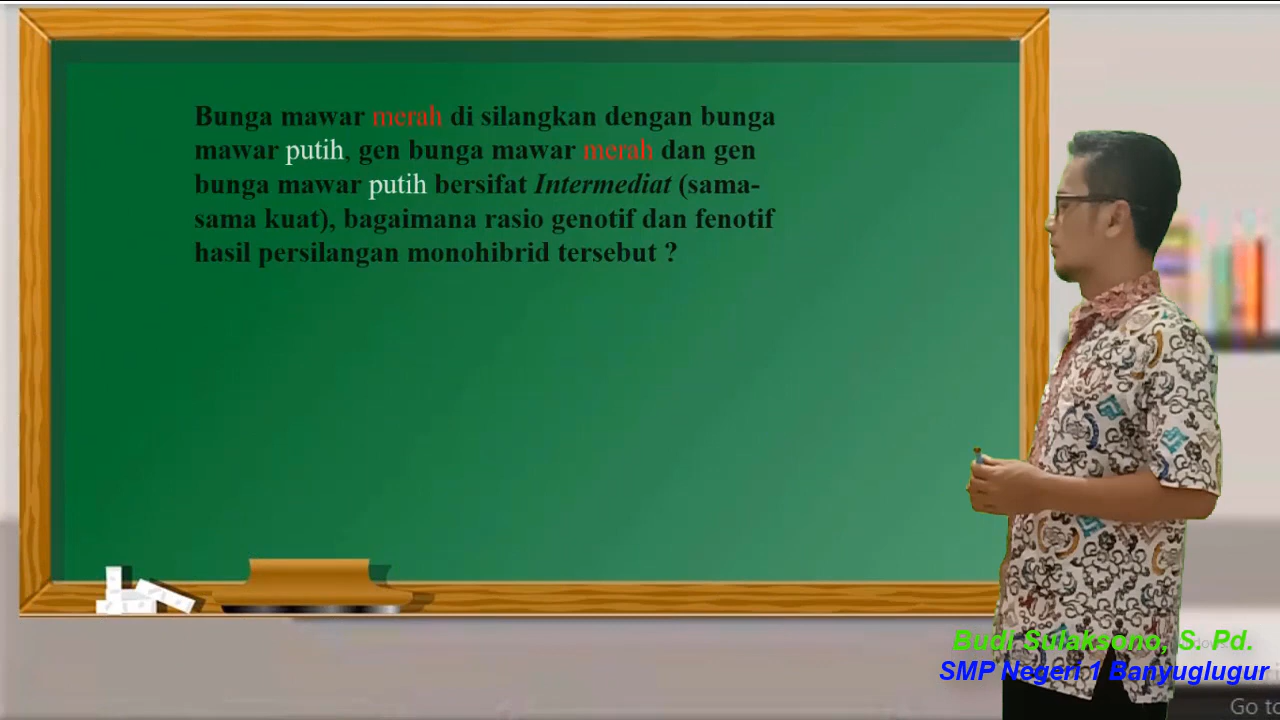 Bunga mawar merah di silangkan dengan bunga
mawar putih, gen bunga mawar merah dan gen
bunga mawar putih bersifat Intermediat (sama-
sama kuat), bagaimana rasio genotif dan fenotif
hasil persilangan monohibrid tersebut ?
Budi Sulaksono, S. Pd.
SMP Negeri 1 Banyuglugur
Go to